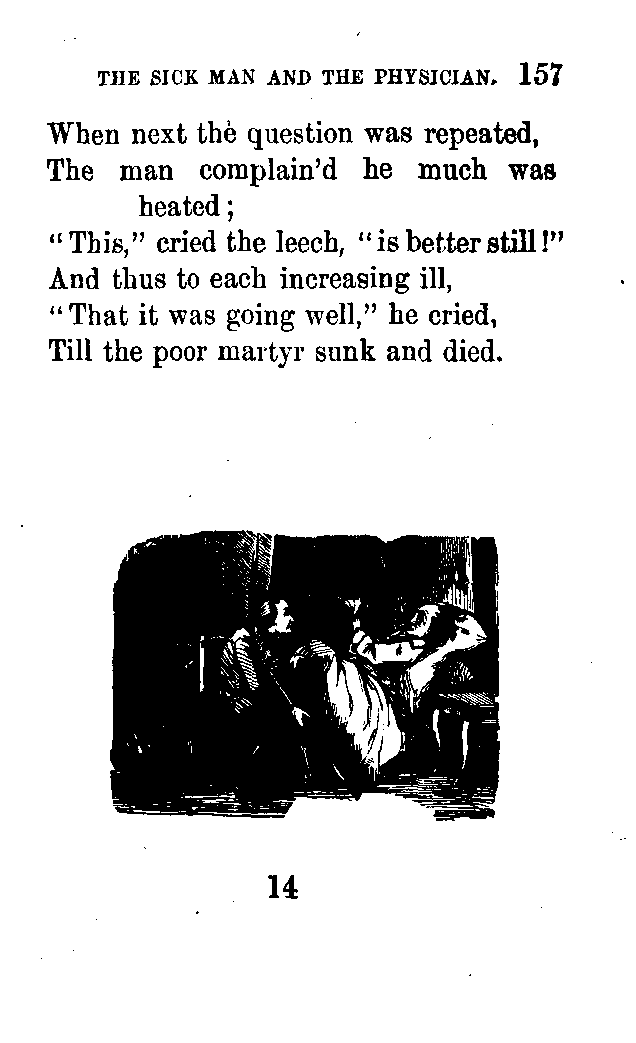 THE SICK MAN AND THE PHYSICIAN. 157
When next the question was repeated,
The man complain'd he much was
heated;
"This," cried the leech, "is better still!"
And thus to each increasing ill,
"That it was going well," he cried,
Till the poor martyr sunk and died.
14